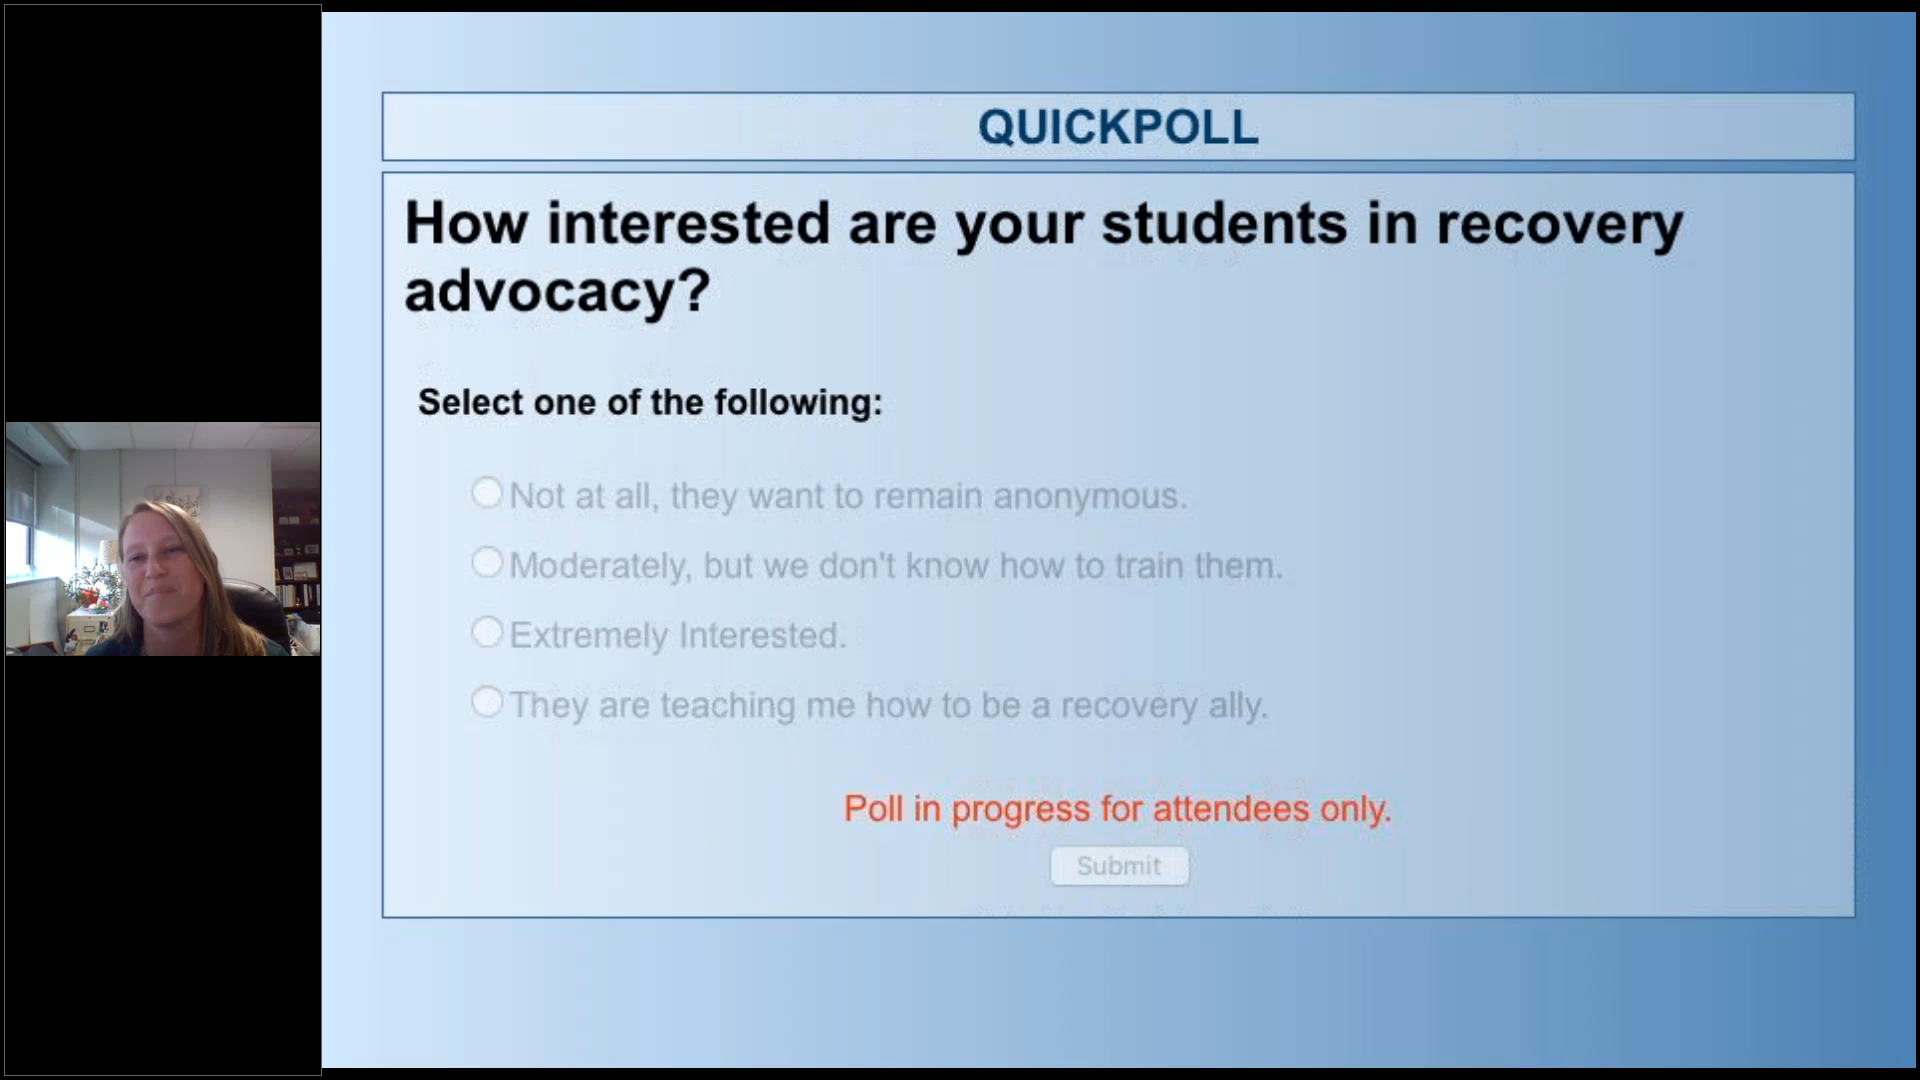 QUICKPOLL
How interested are your students in recovery
advocacy?
Select one of the following:
Not at all, they want to remain anonymous.
Moderately, but we don't know how to train them.
Extremely Interested.
They are teaching me how to be a recovery ally.
Poll in progress for attendees only.
Submit